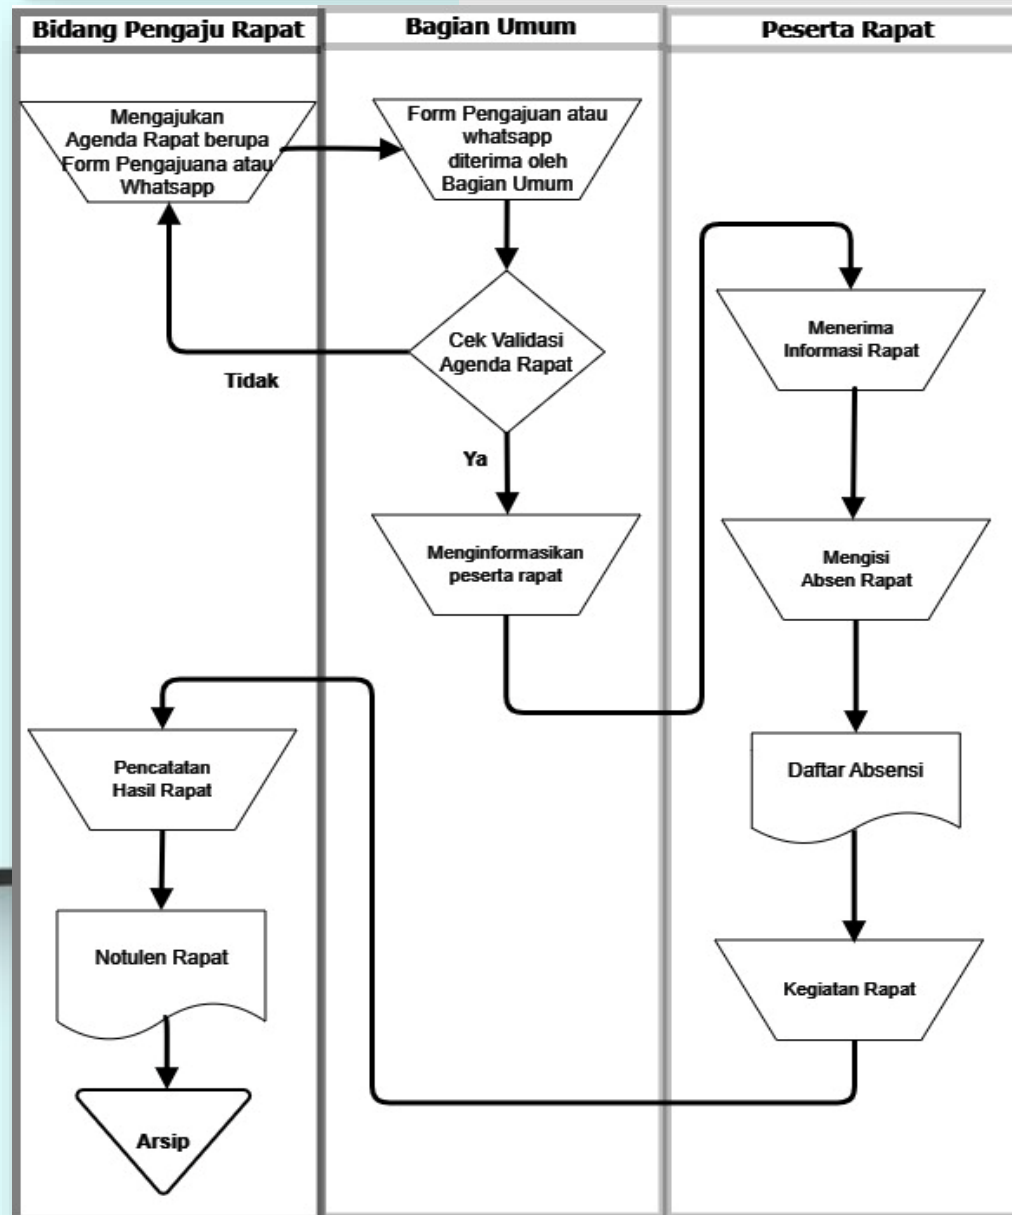 Bidang Pengaju Rapat
Bagian Umum
Peserta Rapat
Mengajukan
Agenda Rapat berupa
Form Pengajuana atau
Whatsapp
Form Pengajuan atau
whatsapp
diterima oleh
Bagian Umum
Cek Validasi
Agenda Rapat
Tidak
Ya
Menginformasikan
peserta rapat
Menerima
Informasi Rapat
Mengisi
Absen Rapat
Daftar Absensi
Kegiatan Rapat
Pencatatan
Hasil Rapat
Notulen Rapat
Arsip